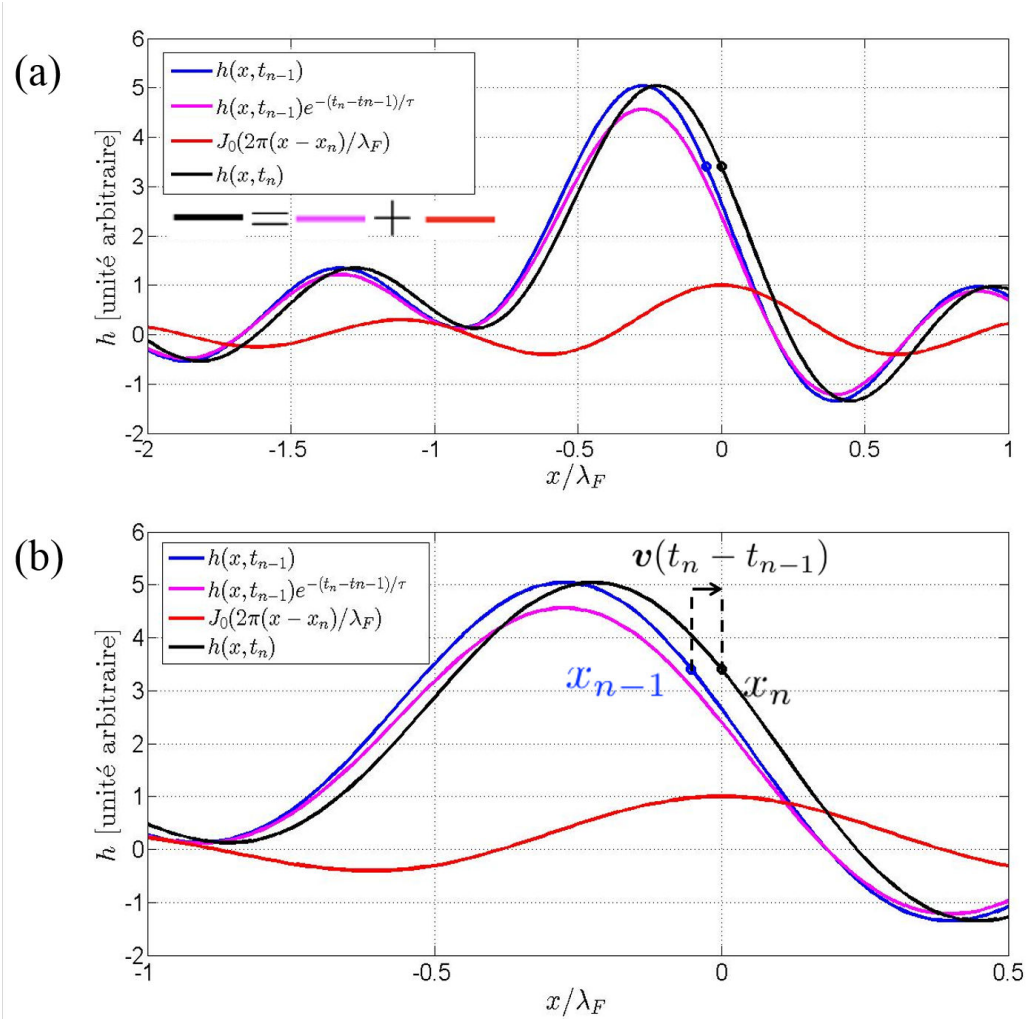 (a)
h [unité arbitraire]
6
5
4
3
2
1
0
-1
-2
h(x, t_{n-1})
h(x, t_{n-1})e^{-(t_n-tn-1)/τ}
J_0(2π(x − x_n)/λ_F)
h(x, t_n)
= +
-2 -1.5 -1 -0.5 0 0.5 1
x/λ_F
(b)
h [unité arbitraire]
6
5
4
3
2
1
0
-1
-2
h(x, t_{n-1})
h(x, t_{n-1})e^{-(t_n-tn-1)/τ}
J_0(2π(x − x_n)/λ_F)
h(x, t_n)
v(t_n − t_{n-1})
x_{n-1} x_n
-1 -0.5 0 0.5
x/λ_F